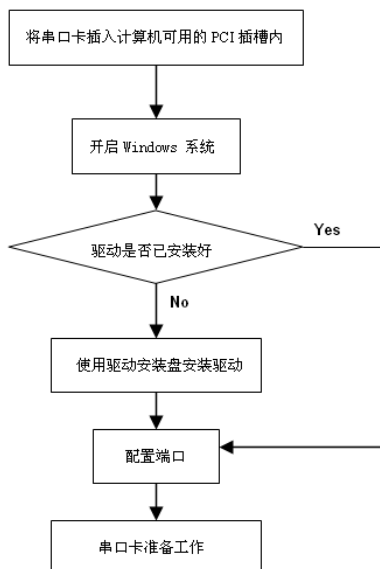 将串口卡插入计算机可用的 PCI 插槽内
开启 Windows 系统
驱动是否已安装好
Yes
No
使用驱动安装盘安装驱动
配置端口
串口卡准备工作